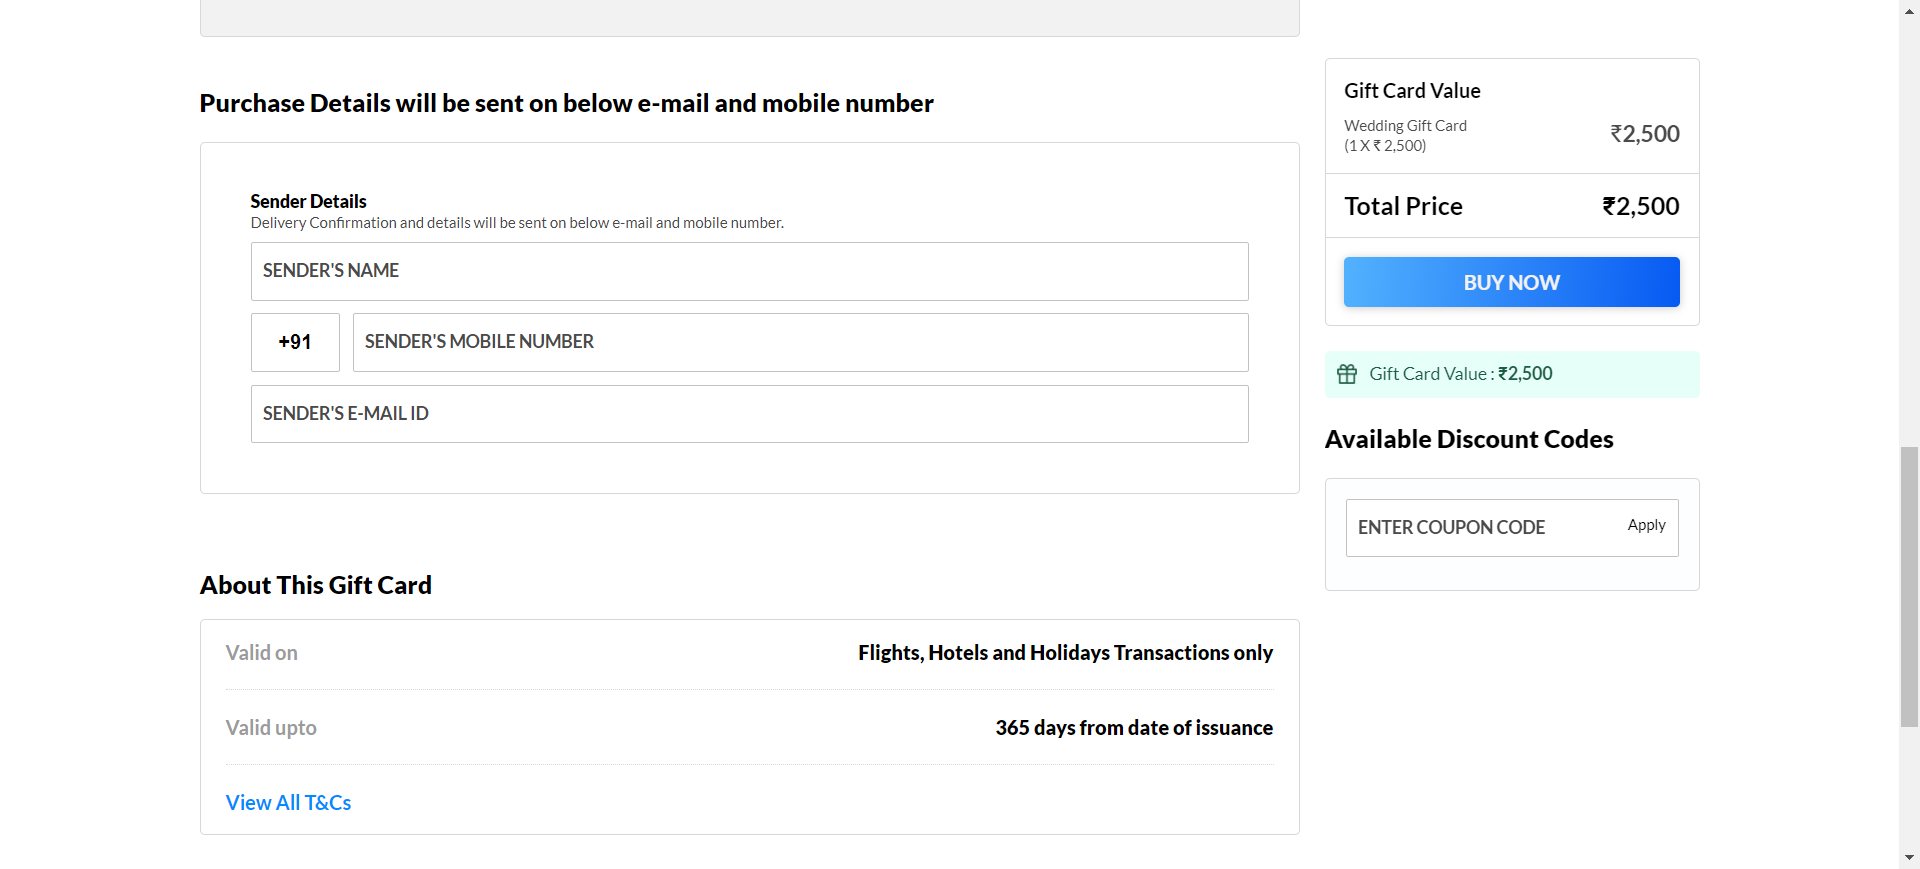 Purchase Details will be sent on below e-mail and mobile number
Sender Details
Delivery Confirmation and details will be sent on below e-mail and mobile number.
SENDER'S NAME
+91
SENDER'S MOBILE NUMBER
SENDER'S E-MAIL ID
About This Gift Card
Valid on
Flights, Hotels and Holidays Transactions only
Valid upto
365 days from date of issuance
View All T&Cs
Gift Card Value
Wedding Gift Card
(1 X ₹ 2,500)
₹2,500
Total Price
₹2,500
BUY NOW
Gift Card Value : ₹2,500
Available Discount Codes
ENTER COUPON CODE
Apply